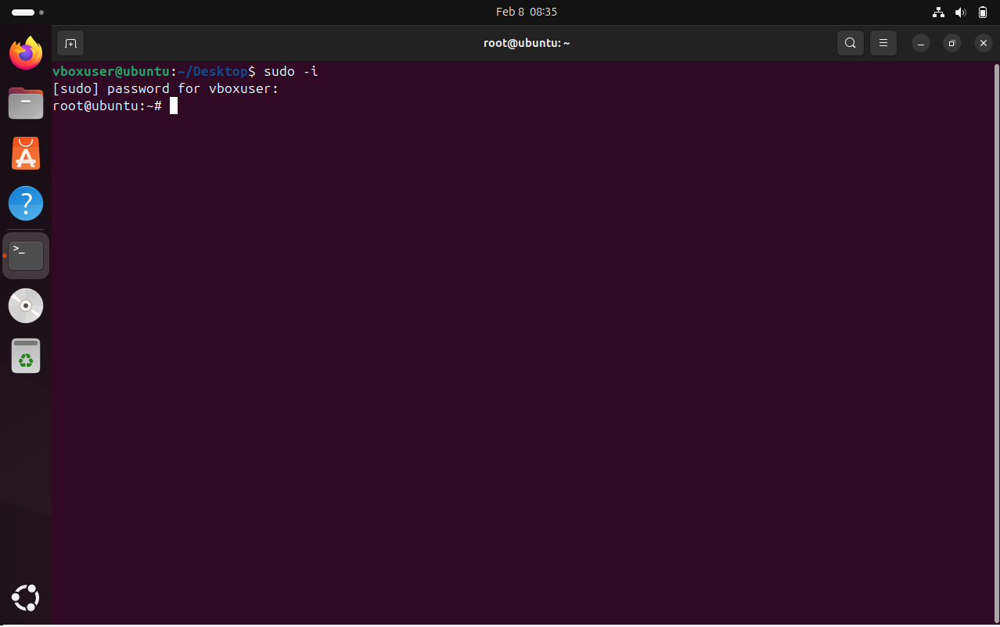 Feb 8 08:35
root@ubuntu: ~
vboxuser@ubuntu:~/Desktop$ sudo -i
[sudo] password for vboxuser:
root@ubuntu:~#